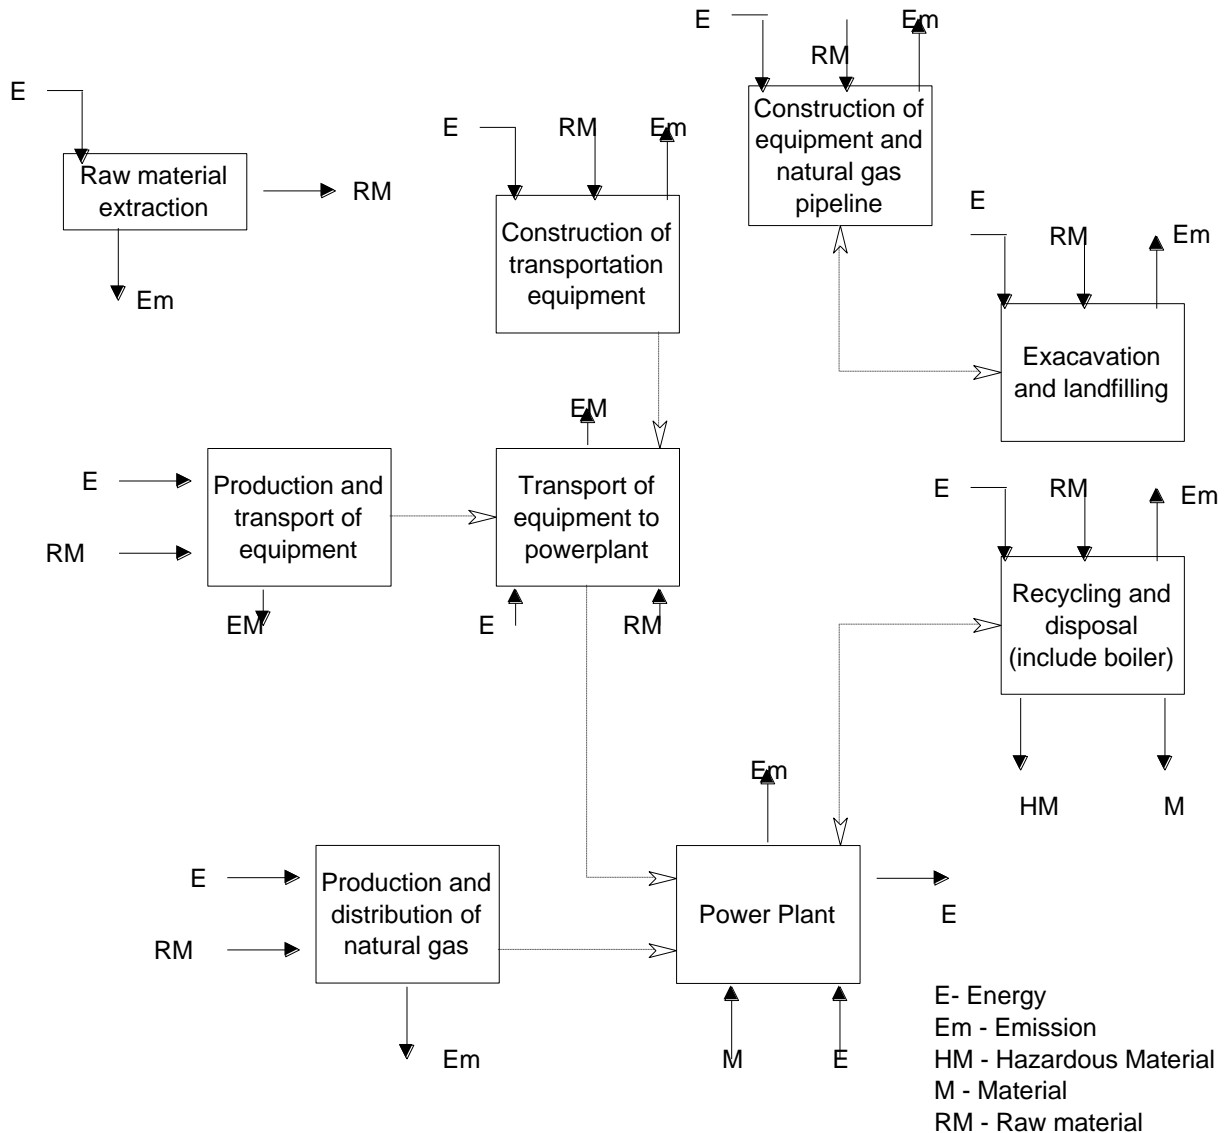 E
Em
RM
E
Raw material
extraction
RM
Em
E
RM
Em
Construction of
transportation
equipment
Construction of
equipment and
natural gas
pipeline
E
RM
Em
Exacavation
and landfilling
EM
E
RM
Production and
transport of
equipment
EM
Transport of
equipment to
powerplant
E
RM
E
RM
Em
Recycling and
disposal
(include boiler)
HM
M
Em
E
RM
Production and
distribution of
natural gas
Em
Power Plant
E
M
E
E- Energy
Em - Emission
HM - Hazardous Material
M - Material
RM - Raw material